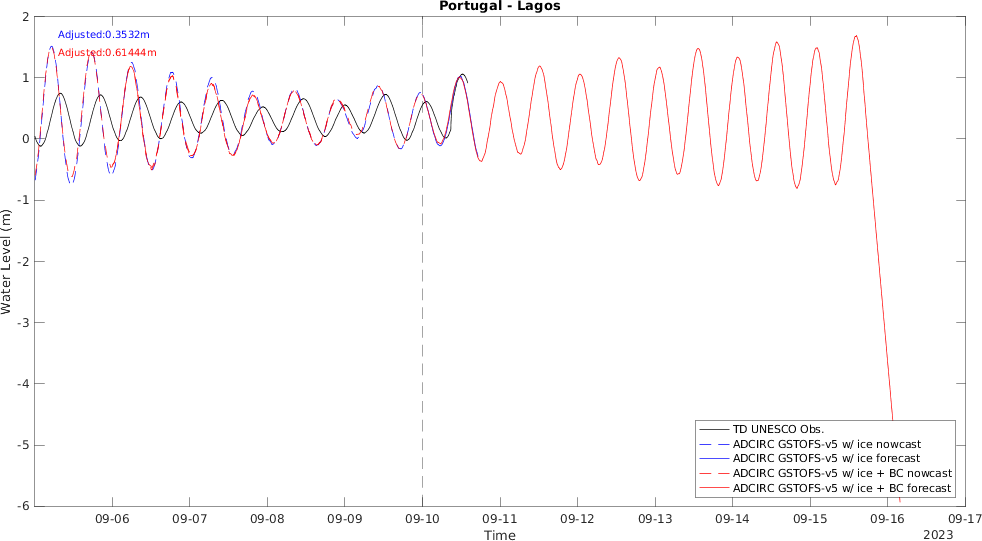 Portugal - Lagos
Adjusted:0.3532m
Adjusted:0.61444m
2
1
0
-1
-2
-3
-4
-5
-6
Water Level (m)
TD UNESCO Obs.
ADCIRC GSTOFS-v5 w/ ice nowcast
ADCIRC GSTOFS-v5 w/ ice forecast
ADCIRC GSTOFS-v5 w/ ice + BC nowcast
ADCIRC GSTOFS-v5 w/ ice + BC forecast
09-06 09-07 09-08 09-09 09-10 09-11 09-12 09-13 09-14 09-15 09-16 09-17
Time
2023